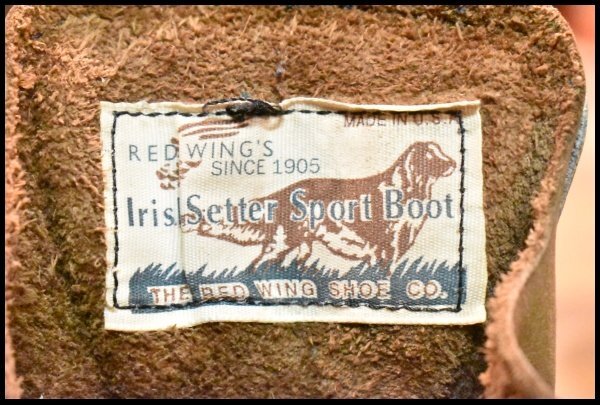 MADE IN U.S.A
RED WING'S
SINCE 1905
Irish Setter Sport Boot
THE RED WING SHOE CO.